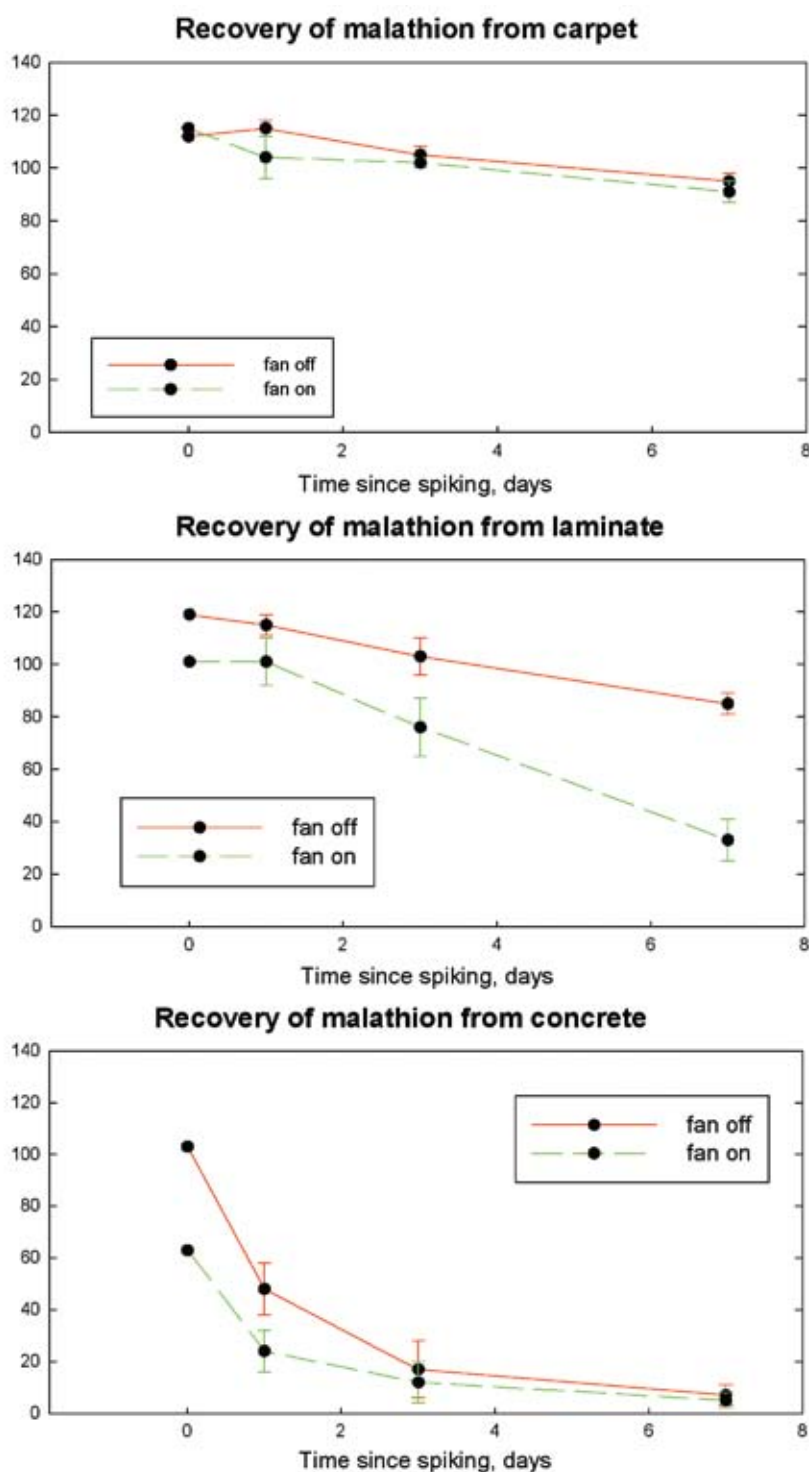 Recovery of malathion from carpet
140
120
100
80
60
40
20
0
fan off
fan on
0 2 4 6 8
Time since spiking, days
Recovery of malathion from laminate
140
120
100
80
60
40
20
0
fan off
fan on
0 2 4 6 8
Time since spiking, days
Recovery of malathion from concrete
140
120
100
80
60
40
20
0
fan off
fan on
0 2 4 6 8
Time since spiking, days